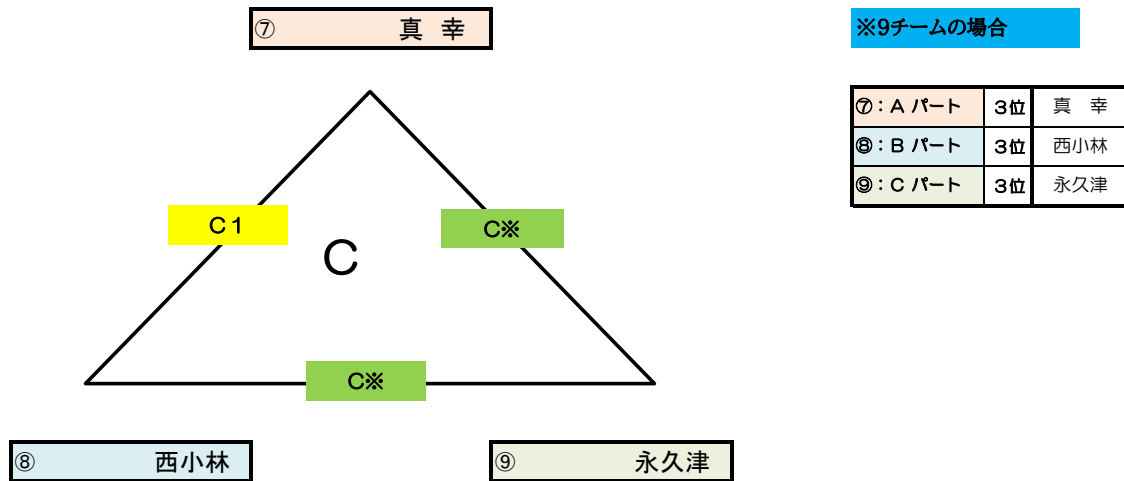 ⑦ 真 幸
※9チームの場合
⑦：A パート 3位 真 幸
⑧：B パート 3位 西小林
⑨：C パート 3位 永久津
C1
C※
C
C※
⑧ 西小林
⑨ 永久津